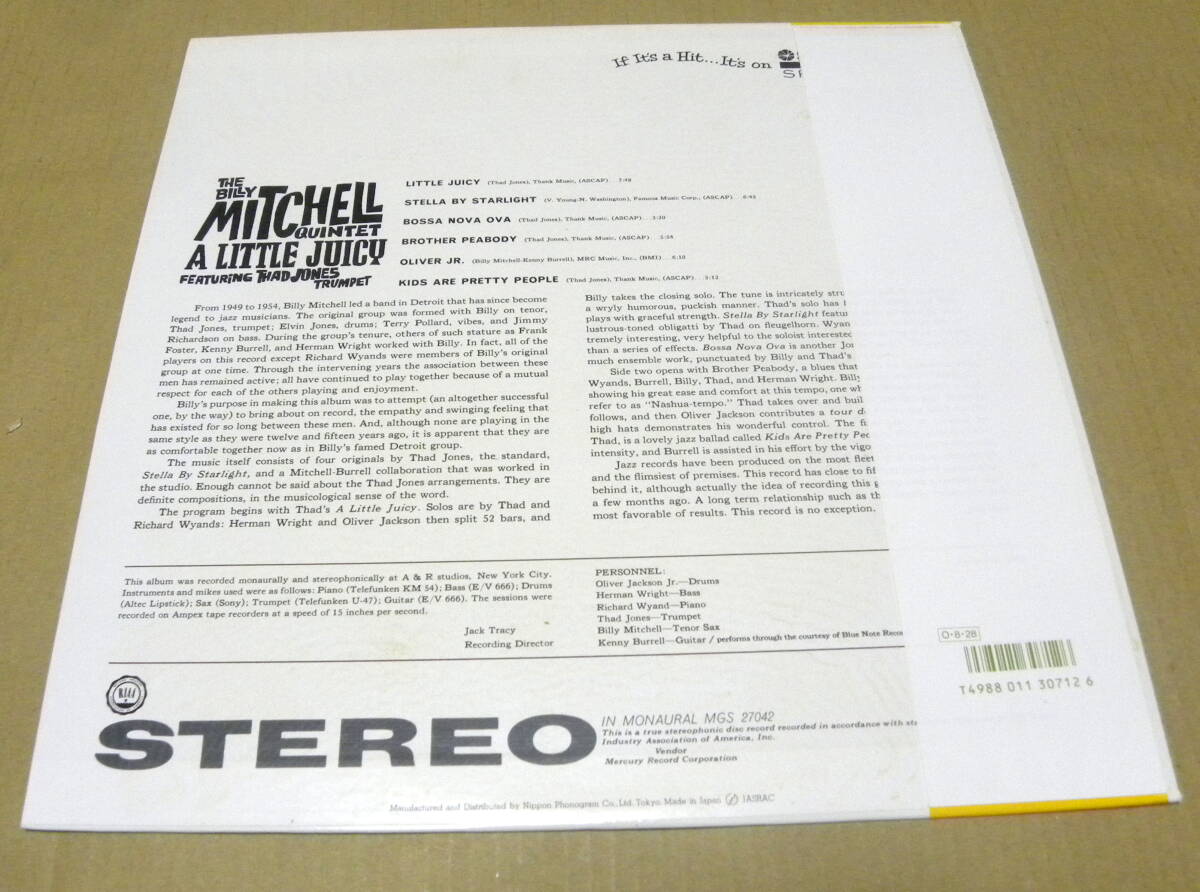 If It's a Hit...It's on
THE
BILLY
MITCHELL
QUINTET
A LITTLE JUICY
FEATURING THAD JONES
TRUMPET
LITTLE JUICY (Thad Jones), Thank Music, (ASCAP) . . 7:48
STELLA BY STARLIGHT (V. Young-N. Washington), Famous Music Corp., (ASCAP) . . 6:45
BOSSA NOVA OVA (Thad Jones), Thank Music, (ASCAP) . . 5:20
BROTHER PEABODY (Thad Jones), Thank Music, (ASCAP) . . 5:54
OLIVER JR. (Billy Mitchell-Kenny Burrell), MRC Music, Inc., (BMI) . . 6:10
KIDS ARE PRETTY PEOPLE (Thad Jones), Thank Music, (ASCAP) . . 5:12
From 1949 to 1954, Billy Mitchell led a band in Detroit that has since become
legend to jazz musicians. The original group was formed with Billy on tenor,
Thad Jones, trumpet; Elvin Jones, drums; Terry Pollard, vibes, and Jimmy
Richardson on bass. During the group's tenure, others of such stature as Frank
Foster, Kenny Burrell, and Herman Wright worked with Billy. In fact, all of the
players on this record except Richard Wyands were members of Billy's original
group at one time. Through the intervening years the association between these
men has remained active; all have continued to play together because of a mutual
respect for each of the others playing and enjoyment.
Billy's purpose in making this album was to attempt (an altogether successful
one, by the way) to bring about on record, the empathy and swinging feeling that
has existed for so long between these men. And, although none are playing in the
same style as they were twelve and fifteen years ago, it is apparent that they are
as comfortable together now as in Billy's famed Detroit group.
The music itself consists of four originals by Thad Jones, the standard,
Stella By Starlight, and a Mitchell-Burrell collaboration that was worked in
the studio. Enough cannot be said about the Thad Jones arrangements. They are
definite compositions, in the musicological sense of the word.
The program begins with Thad's A Little Juicy. Solos are by Thad and
Richard Wyands: Herman Wright and Oliver Jackson then split 52 bars, and
Billy takes the closing solo. The tune is intricately stru
a wryly humorous, puckish manner. Thad's solo has
plays with graceful strength. Stella By Starlight featu
lustrous-toned obligatti by Thad on fleugelhorn. Wyan
tremely interesting, very helpful to the soloist interested
than a series of effects. Bossa Nova Ova is another Jo
much ensemble work, punctuated by Billy and Thad's
Side two opens with Brother Peabody, a blues that
Wyands, Burrell, Billy, Thad, and Herman Wright. Bill
showing his great ease and comfort at this tempo, one wh
refer to as "Nashua-tempo." Thad takes over and buil
follows, and then Oliver Jackson contributes a tour d
high hats demonstrates his wonderful control. The fi
Thad, is a lovely jazz ballad called Kids Are Pretty Peo
intensity, and Burrell is assisted in his effort by the vigo
Jazz records have been produced on the most fleet
and the flimsiest of premises. This record has close to fif
behind it, although actually the idea of recording this g
a few months ago. A long term relationship such as th
most favorable of results. This record is no exception.
This album was recorded monaurally and stereophonically at A & R studios, New York City.
Instruments and mikes used were as follows: Piano (Telefunken KM 54); Bass (E/V 666); Drums
(Altec Lipstick); Sax (Sony); Trumpet (Telefunken U-47); Guitar (E/V 666). The sessions were
recorded on Ampex tape recorders at a speed of 15 inches per second.
Jack Tracy
Recording Director
PERSONNEL:
Oliver Jackson Jr.—Drums
Herman Wright—Bass
Richard Wyand—Piano
Thad Jones—Trumpet
Billy Mitchell—Tenor Sax
Kenny Burrell—Guitar / performs through the courtesy of Blue Note Reco
O·8·28
T4988 011 30712 6
RIAA
STEREO
IN MONAURAL MGS 27042
This is a true stereophonic disc record recorded in accordance with st
Industry Association of America, Inc.
Vendor
Mercury Record Corporation
Manufactured and Distributed by Nippon Phonogram Co., Ltd. Tokyo. Made in Japan JASRAC